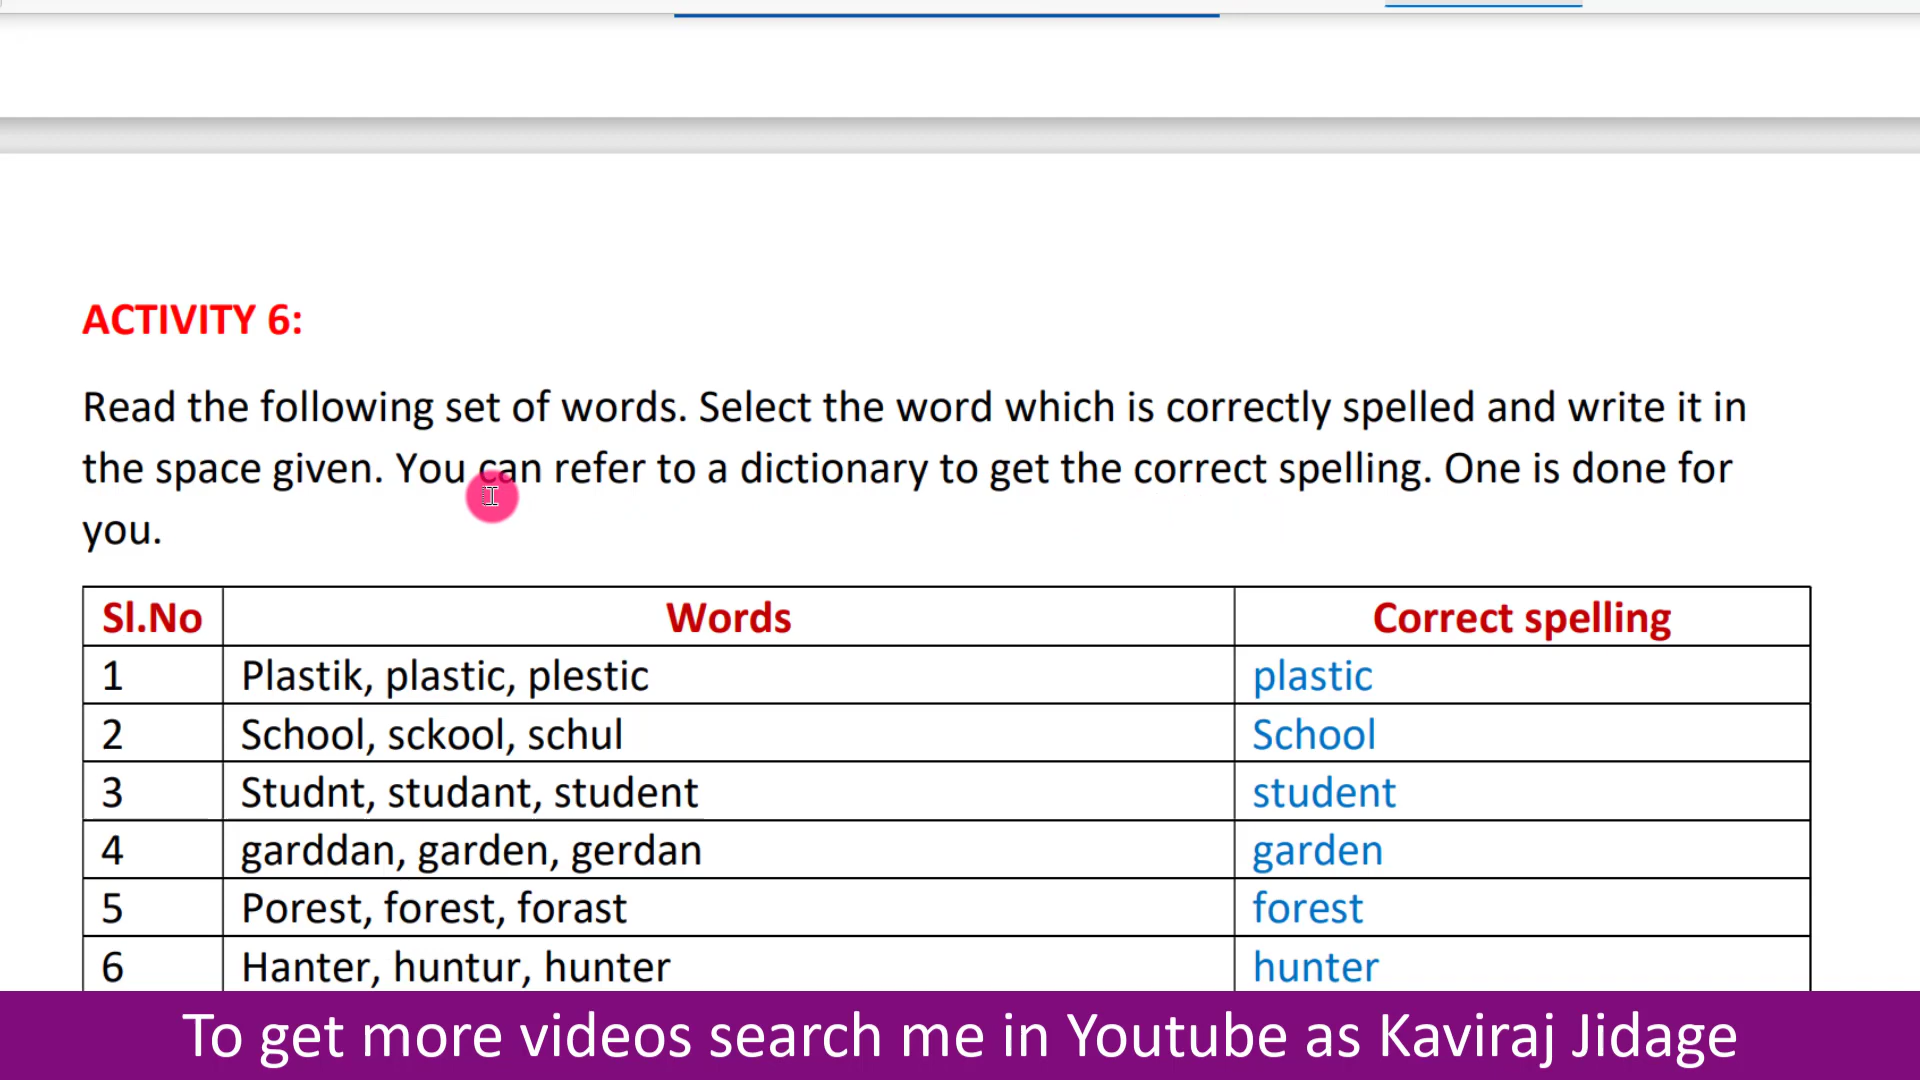 ACTIVITY 6:
Read the following set of words. Select the word which is correctly spelled and write it in
the space given. You can refer to a dictionary to get the correct spelling. One is done for
you.
Sl.No Words Correct spelling
1 Plastik, plastic, plestic plastic
2 School, sckool, schul School
3 Studnt, studant, student student
4 garddan, garden, gerdan garden
5 Porest, forest, forast forest
6 Hanter, huntur, hunter hunter
To get more videos search me in Youtube as Kaviraj Jidage